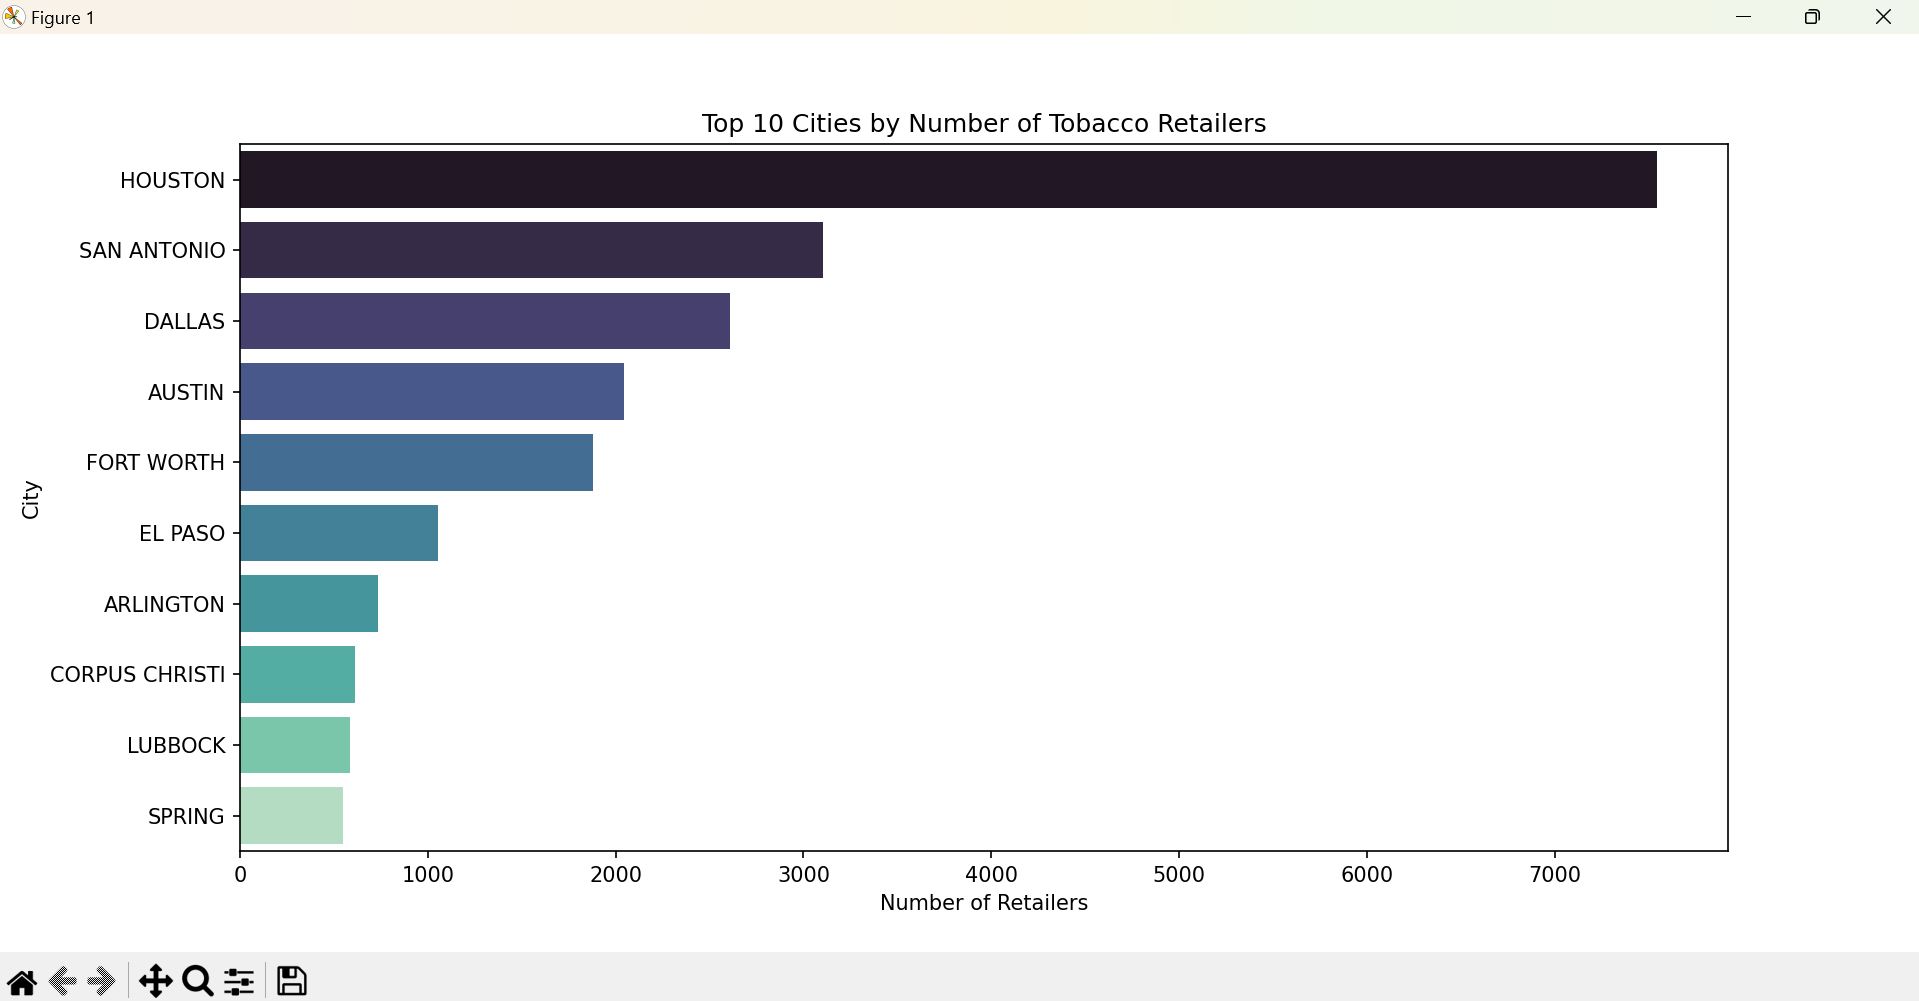 Figure 1
Top 10 Cities by Number of Tobacco Retailers
HOUSTON
SAN ANTONIO
DALLAS
AUSTIN
FORT WORTH
EL PASO
ARLINGTON
CORPUS CHRISTI
LUBBOCK
SPRING
City
0 1000 2000 3000 4000 5000 6000 7000
Number of Retailers